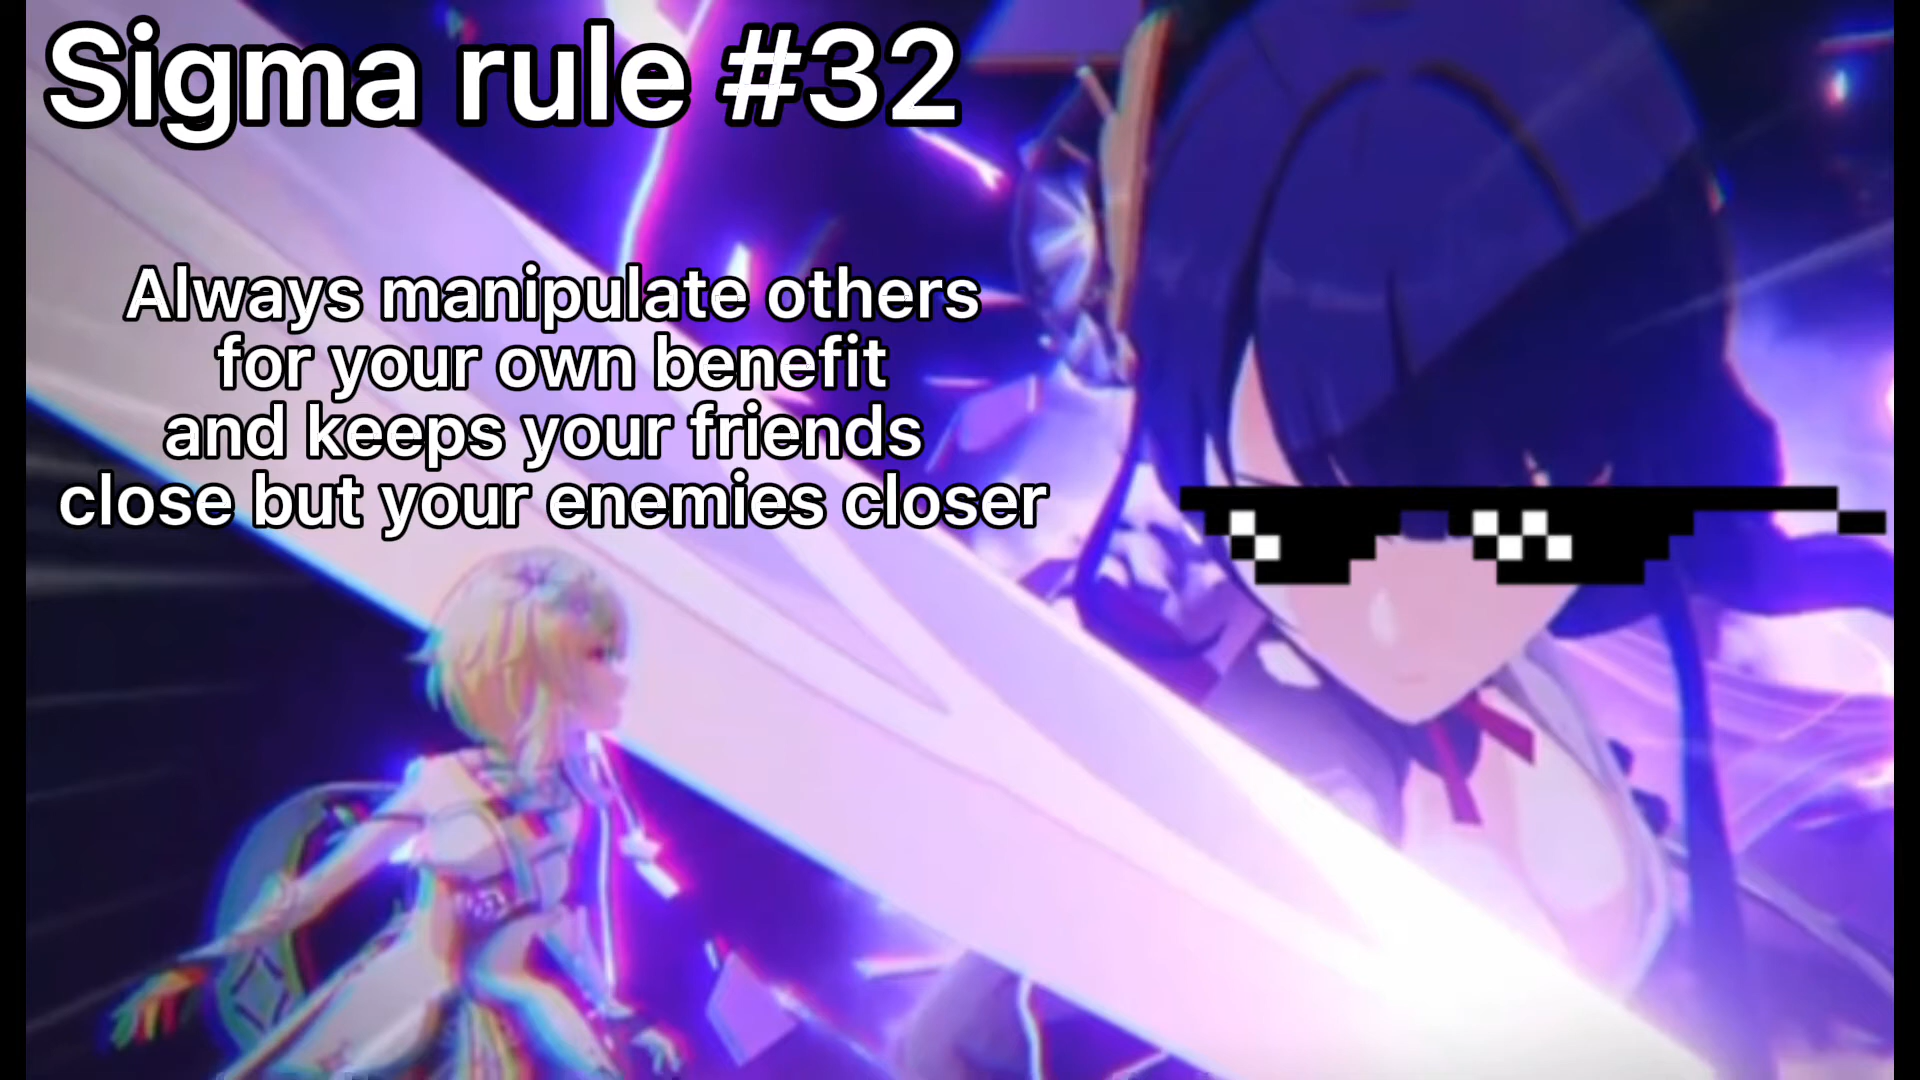 Sigma rule #32
Always manipulate others
for your own benefit
and keeps your friends
close but your enemies closer